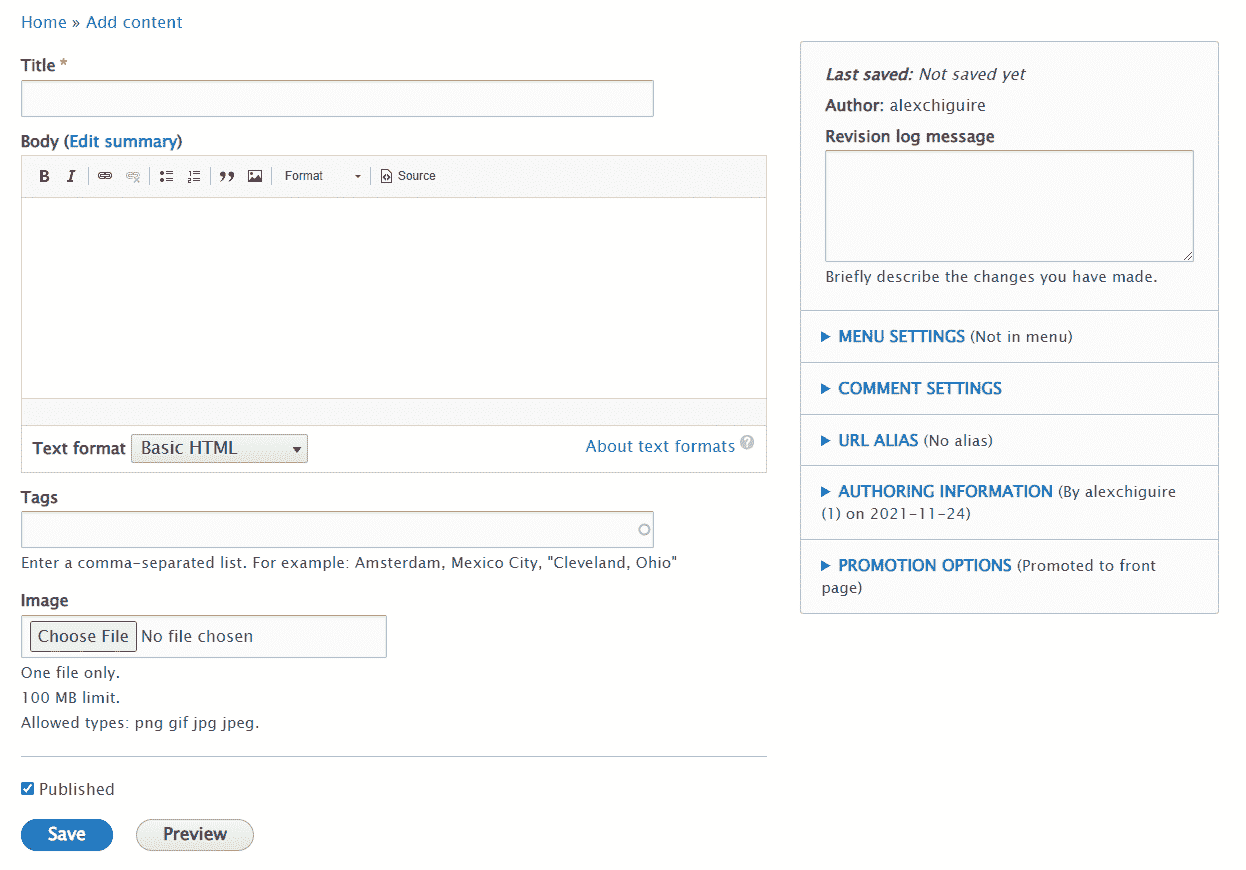 Home » Add content
Title *
Body (Edit summary)
B I Format Source
Text format Basic HTML About text formats ?
Tags
Enter a comma-separated list. For example: Amsterdam, Mexico City, "Cleveland, Ohio"
Image
Choose File No file chosen
One file only.
100 MB limit.
Allowed types: png gif jpg jpeg.
Published
Save Preview
Last saved: Not saved yet
Author: alexchiguire
Revision log message
Briefly describe the changes you have made.
MENU SETTINGS (Not in menu)
COMMENT SETTINGS
URL ALIAS (No alias)
AUTHORING INFORMATION (By alexchiguire
(1) on 2021-11-24)
PROMOTION OPTIONS (Promoted to front
page)